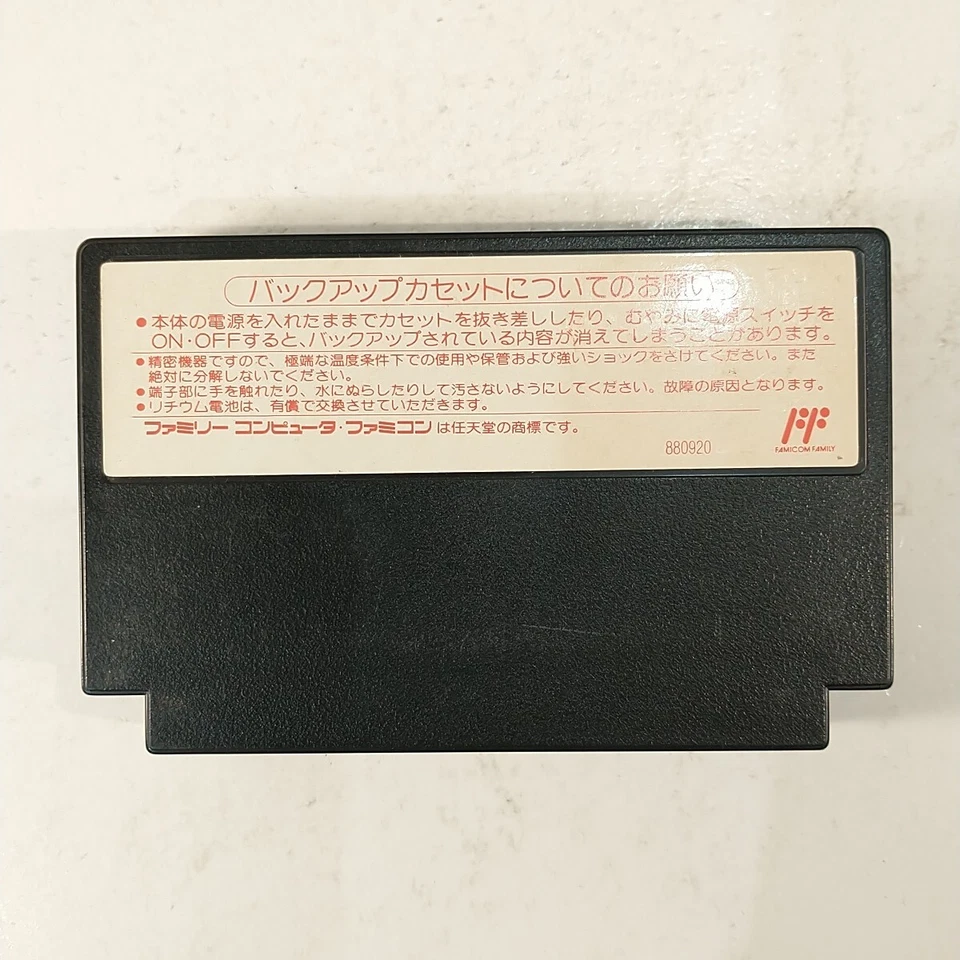 バックアップカセットについてのお願い
●本体の電源を入れたままでカセットを抜き差ししたり、むやみに電源スイッチを
ON・OFFすると、バックアップされている内容が消えてしまうことがあります。
●精密機器ですので、極端な温度条件下での使用や保管および強いショックをさけてください。また
絶対に分解しないでください。
●端子部に手を触れたり、水にぬらしたりして汚さないようにしてください。故障の原因となります。
●リチウム電池は、有償で交換させていただきます。
ファミリー コンピュータ・ファミコンは任天堂の商標です。
880920
FAMICOM FAMILY